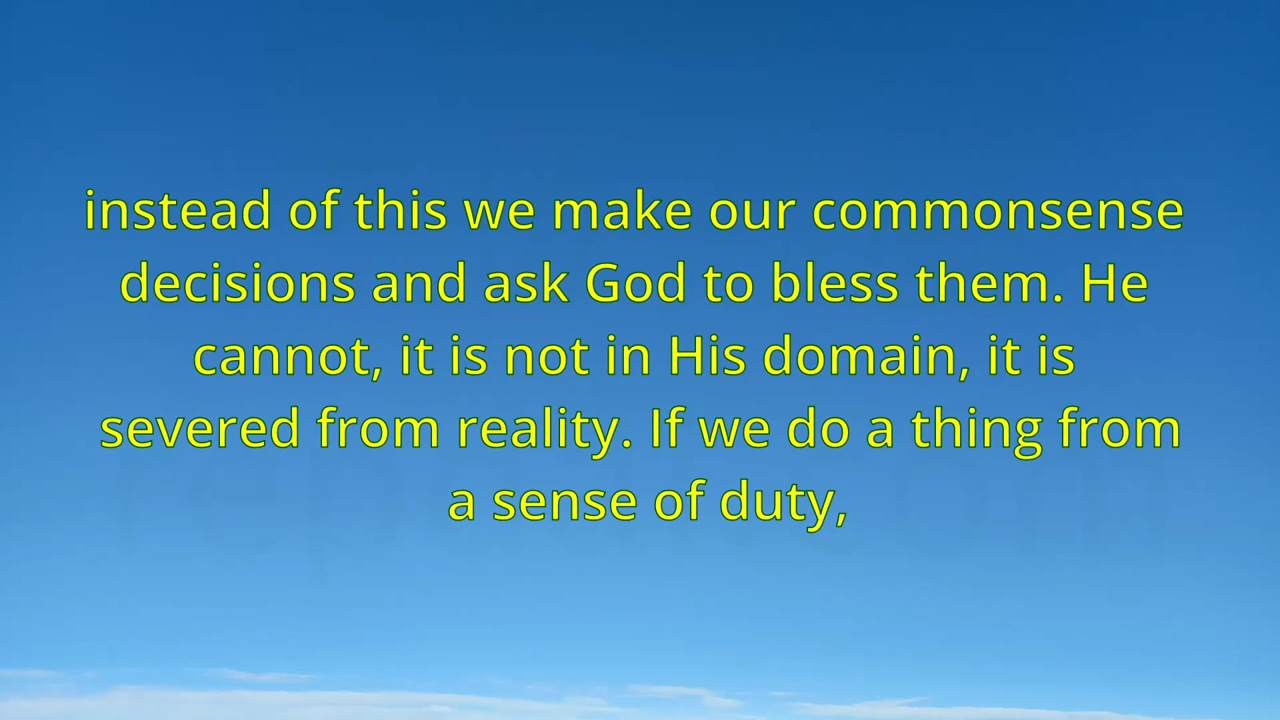 instead of this we make our commonsense
decisions and ask God to bless them. He
cannot, it is not in His domain, it is
severed from reality. If we do a thing from
a sense of duty,